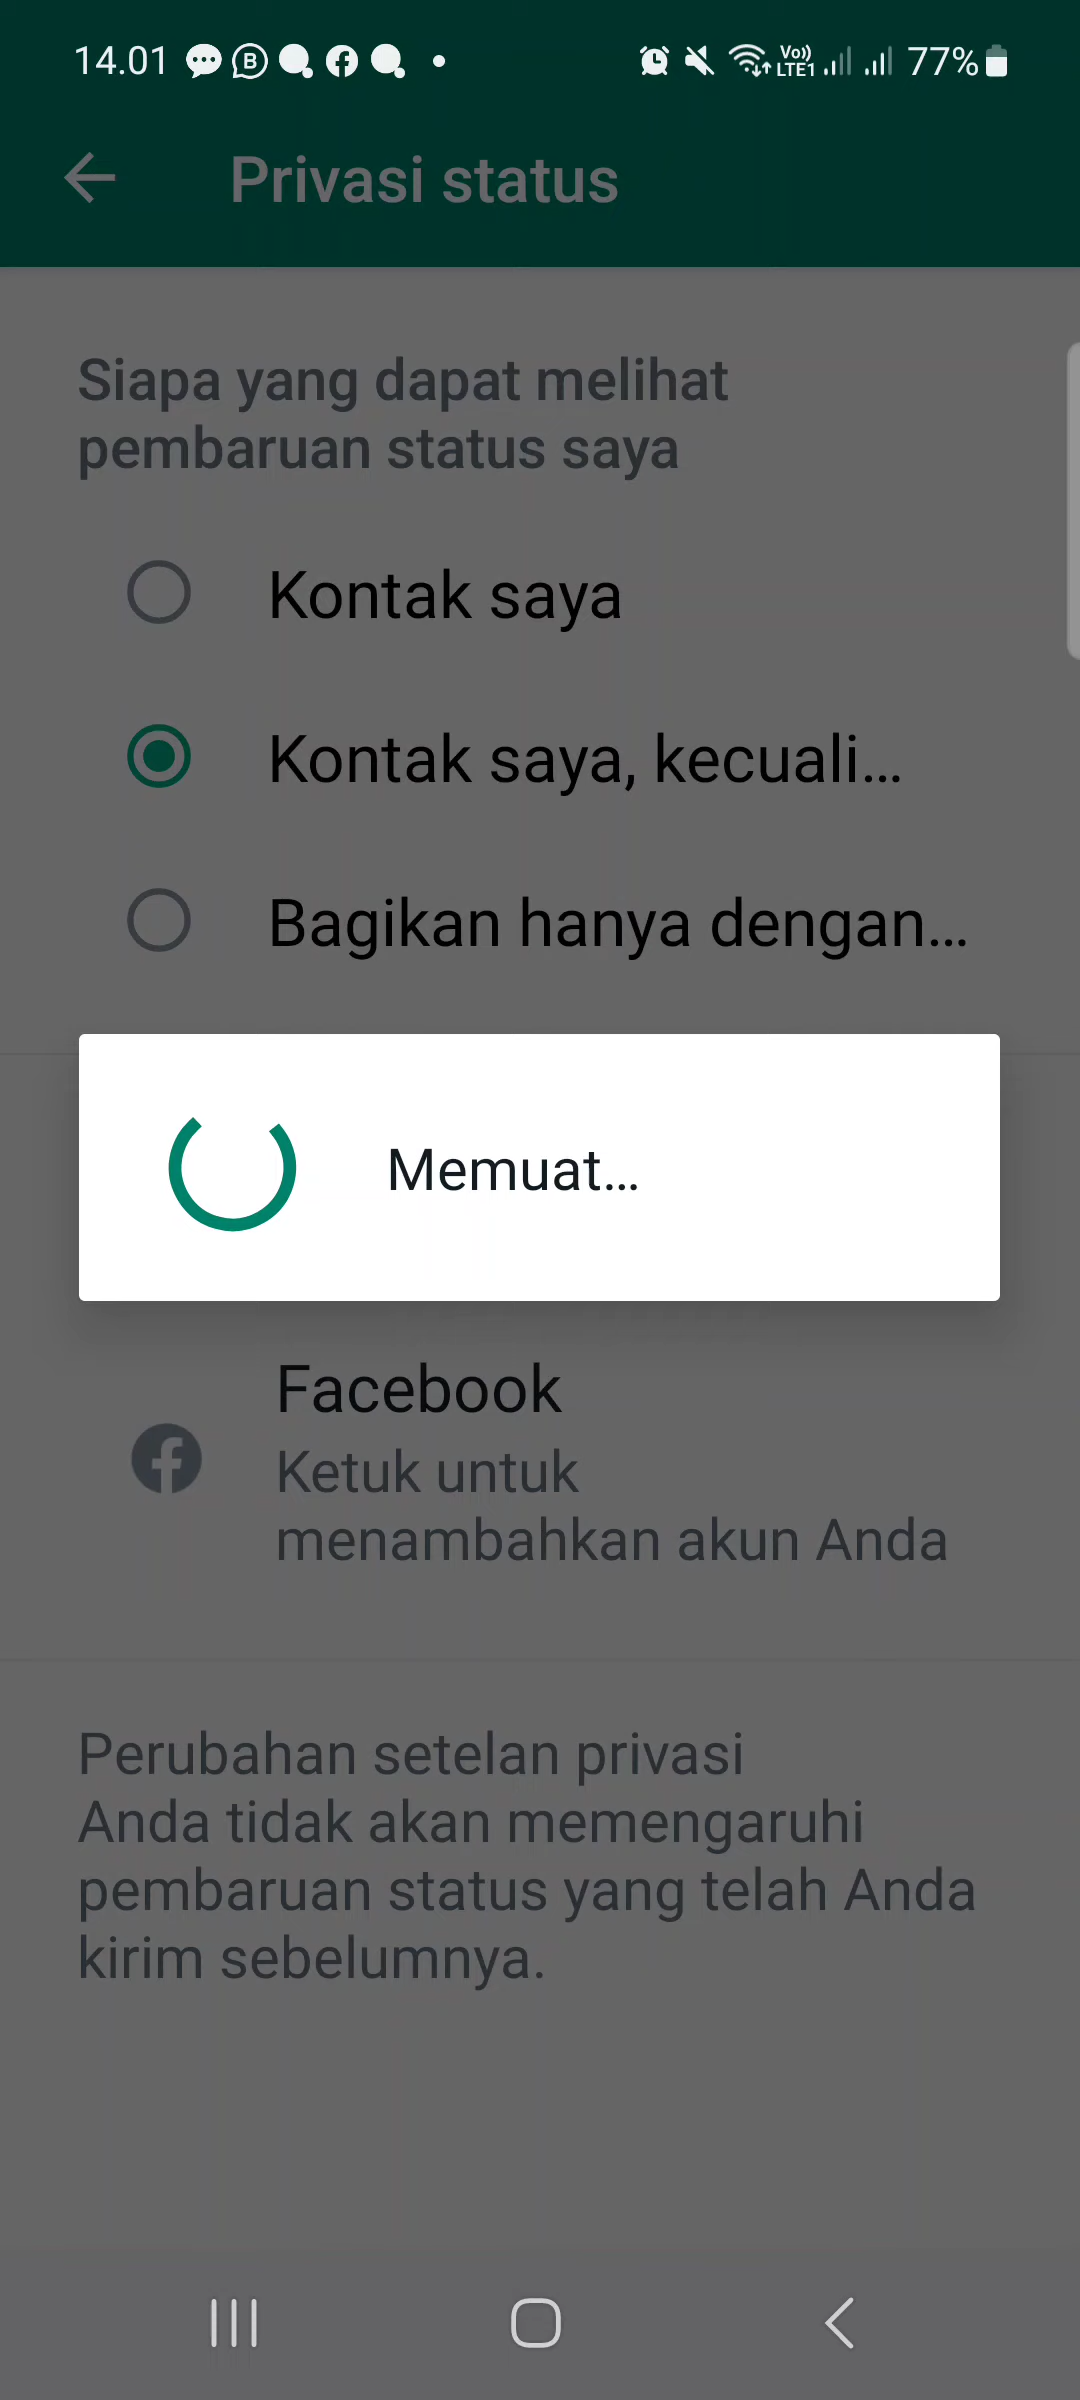 14.01
Vo))
LTE1
77%
Privasi status
Siapa yang dapat melihat
pembaruan status saya
Kontak saya
Kontak saya, kecuali...
Bagikan hanya dengan...
Memuat...
Facebook
Ketuk untuk
menambahkan akun Anda
Perubahan setelan privasi
Anda tidak akan memengaruhi
pembaruan status yang telah Anda
kirim sebelumnya.